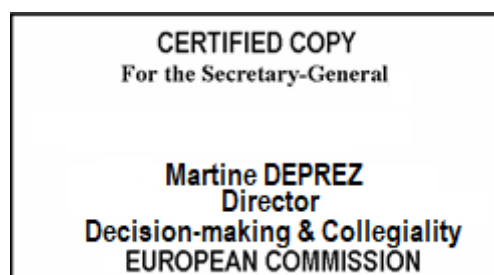 CERTIFIED COPY
For the Secretary-General
Martine DEPREZ
Director
Decision-making & Collegiality
EUROPEAN COMMISSION